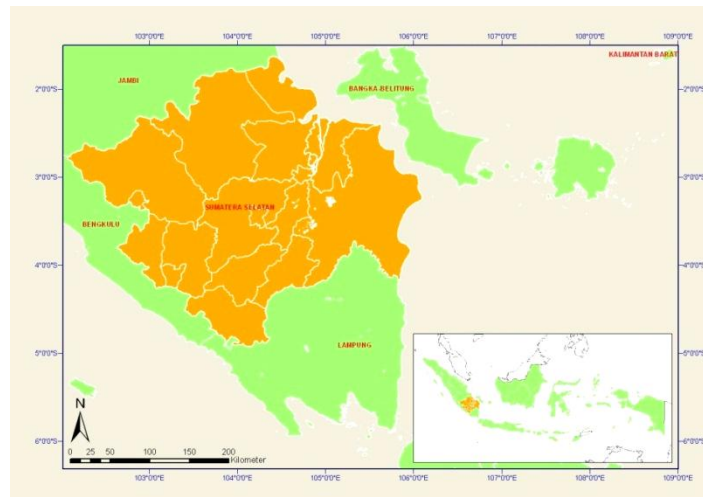 103°0'0"E 104°0'0"E 105°0'0"E 106°0'0"E 107°0'0"E 108°0'0"E 109°0'0"E
KALIMANTAN BARAT
JAMBI
BANGKA-BELITUNG
2°0'0"S 2°0'0"S
3°0'0"S 3°0'0"S
SUMATERA SELATAN
BENGKULU
4°0'0"S 4°0'0"S
LAMPUNG
5°0'0"S 5°0'0"S
N
6°0'0"S 6°0'0"S
0 25 50 100 150 200
Kilometer
103°0'0"E 104°0'0"E 105°0'0"E 106°0'0"E 107°0'0"E 108°0'0"E 109°0'0"E